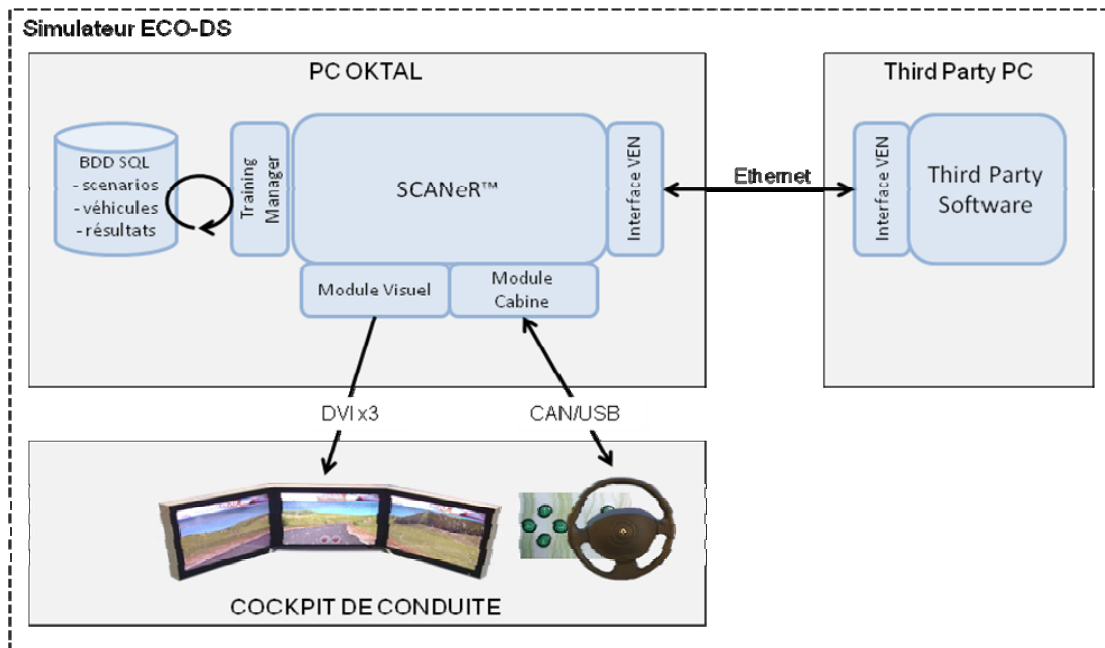 Simulateur ECO-DS
PC OKTAL
Third Party PC
BDD SQL
- scenarios
- véhicules
- résultats
Training
Manager
SCANeR™
Interface VEN
Ethernet
Interface VEN
Third Party
Software
Module Visuel
Module
Cabine
DVI x3
CAN/USB
COCKPIT DE CONDUITE